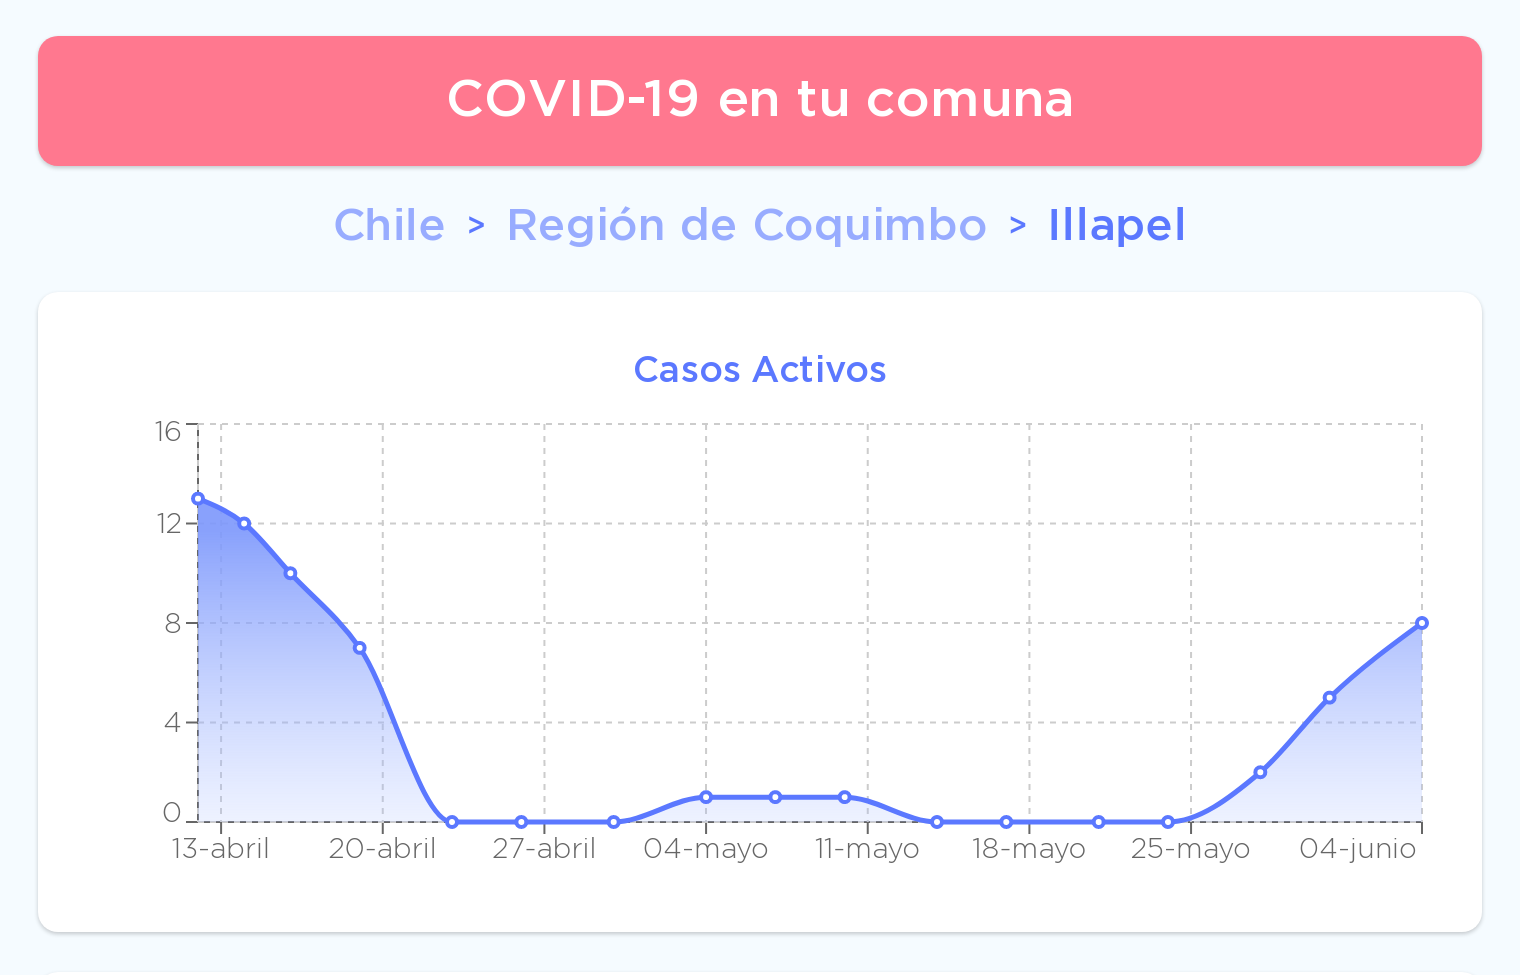 COVID-19 en tu comuna
Chile > Región de Coquimbo > Illapel
Casos Activos
16
12
8
4
0
13-abril 20-abril 27-abril 04-mayo 11-mayo 18-mayo 25-mayo 04-junio